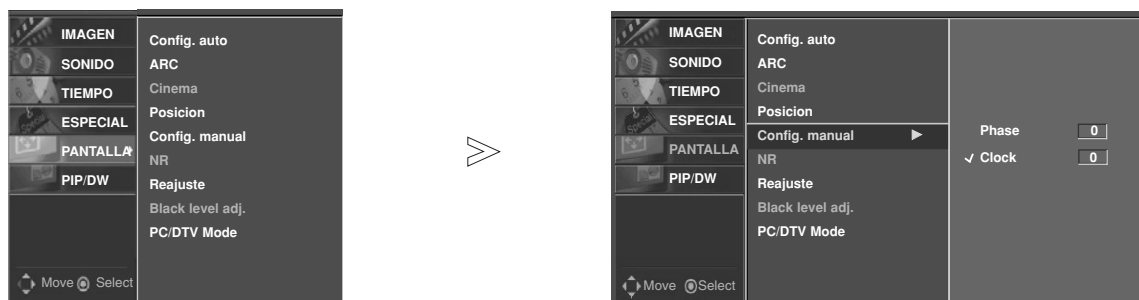 IMAGEN
SONIDO
TIEMPO
ESPECIAL
PANTALLA
PIP/DW
Move Select
Config. auto
ARC
Cinema
Posicion
Config. manual
NR
Reajuste
Black level adj.
PC/DTV Mode
IMAGEN
SONIDO
TIEMPO
ESPECIAL
PANTALLA
PIP/DW
Move Select
Config. auto
ARC
Cinema
Posicion
Config. manual
NR
Reajuste
Black level adj.
PC/DTV Mode
Phase 0
Clock 0